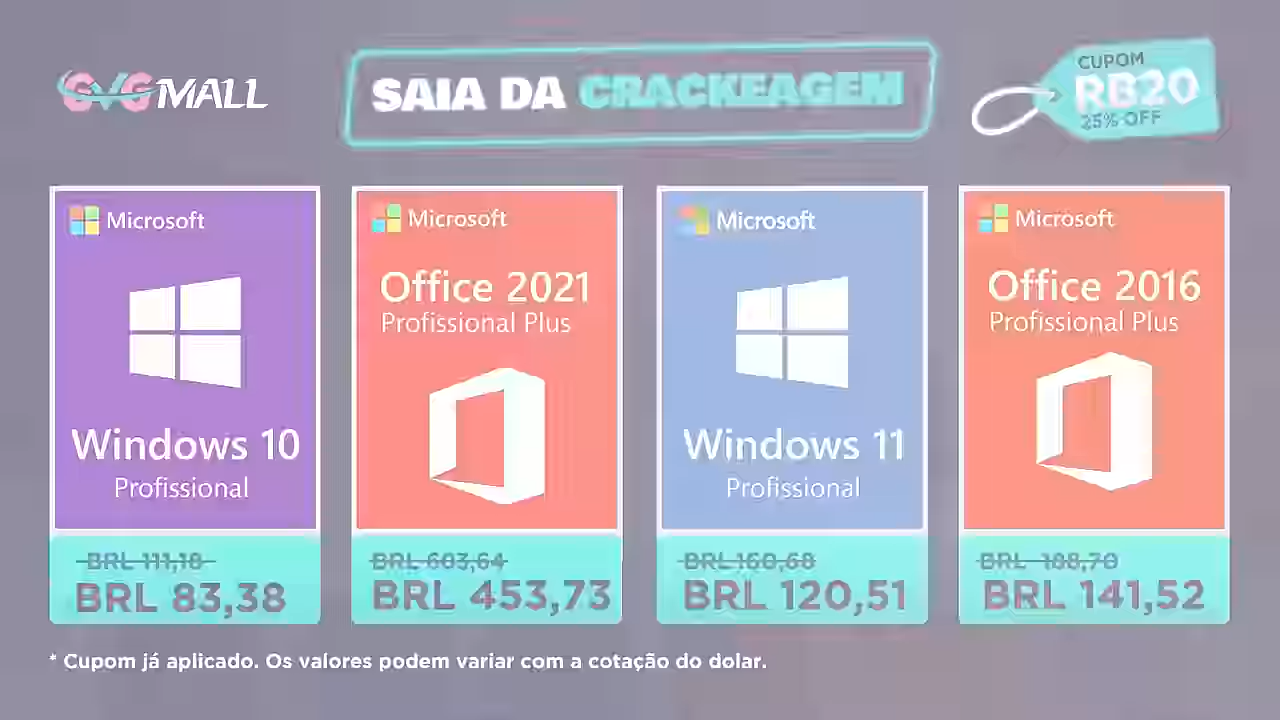 GVGMALL
SAIA DA CRACKEAGEM
CUPOM
RB20
25% OFF
Microsoft
Windows 10
Profissional
BRL 111,18
BRL 83,38
Microsoft
Office 2021
Profissional Plus
BRL 603,64
BRL 453,73
Microsoft
Windows 11
Profissional
BRL 160,68
BRL 120,51
Microsoft
Office 2016
Profissional Plus
BRL 188,70
BRL 141,52
* Cupom já aplicado. Os valores podem variar com a cotação do dolar.